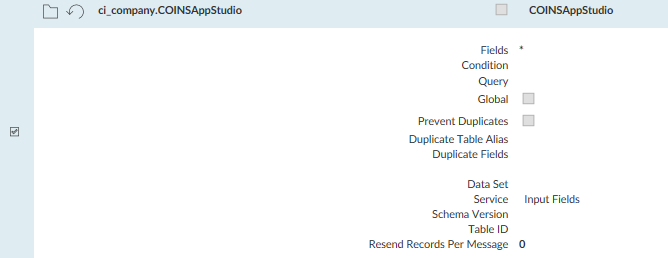 ci_company.COINSAppStudio COINSAppStudio
Fields *
Condition
Query
Global
Prevent Duplicates
Duplicate Table Alias
Duplicate Fields
Data Set
Service Input Fields
Schema Version
Table ID
Resend Records Per Message 0